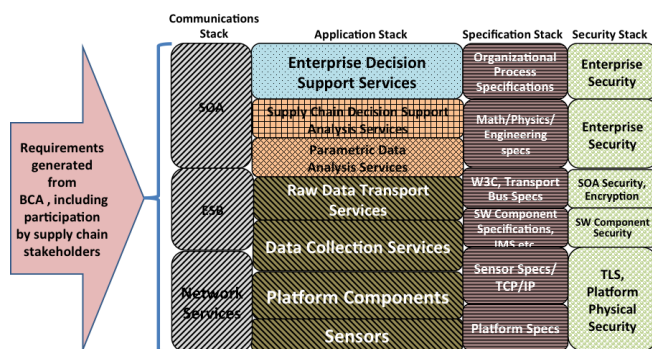 Communications
Stack
Application Stack
Specification Stack
Security Stack
Requirements
generated
from
BCA , including
participation
by supply chain
stakeholders
SOA
ESB
Network
Services
Enterprise Decision
Support Services
Supply Chain Decision Support
Analysis Services
Parametric Data
Analysis Services
Raw Data Transport
Services
Data Collection Services
Platform Components
Sensors
Organizational
Process
Specifications
Math/Physics/
Engineering
specs
W3C, Transport
Bus Specs
SW Component
Specifications,
IMS etc
Sensor Specs/
TCP/IP
Platform Specs
Enterprise
Security
Enterprise
Security
SOA Security,
Encryption
SW Component
Security
TLS,
Platform
Physical
Security